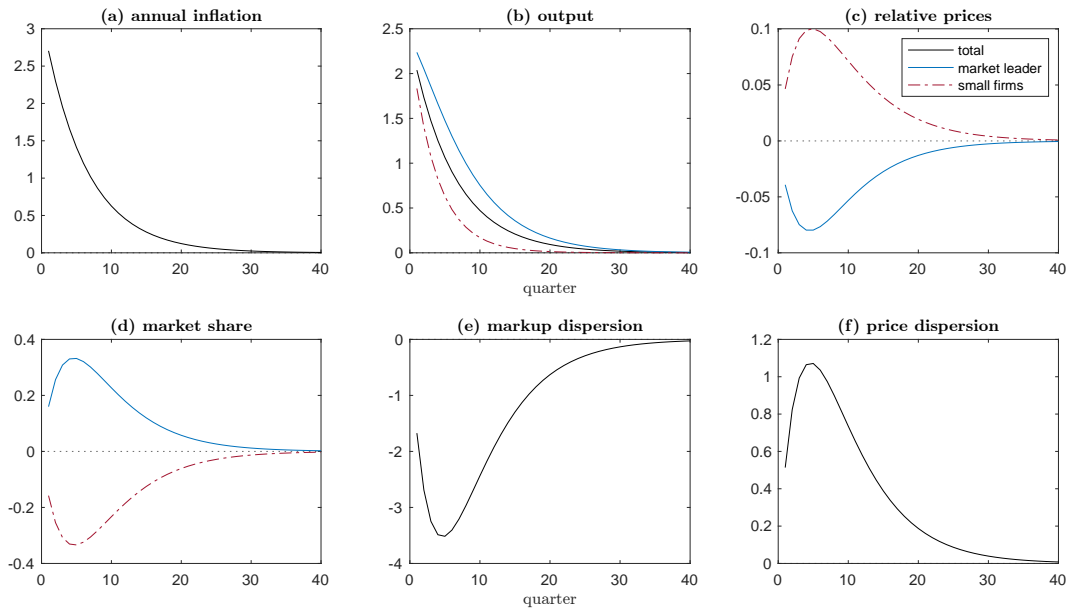 (a) annual inflation
3
2.5
2
1.5
1
0.5
0
0 10 20 30 40
(b) output
2.5
2
1.5
1
0.5
0
0 10 20 30 40
quarter
(c) relative prices
0.1
0.05
0
-0.05
-0.1
0 10 20 30 40
total
market leader
small firms
(d) market share
0.4
0.2
0
-0.2
-0.4
0 10 20 30 40
(e) markup dispersion
0
-1
-2
-3
-4
0 10 20 30 40
quarter
(f) price dispersion
1.2
1
0.8
0.6
0.4
0.2
0
0 10 20 30 40